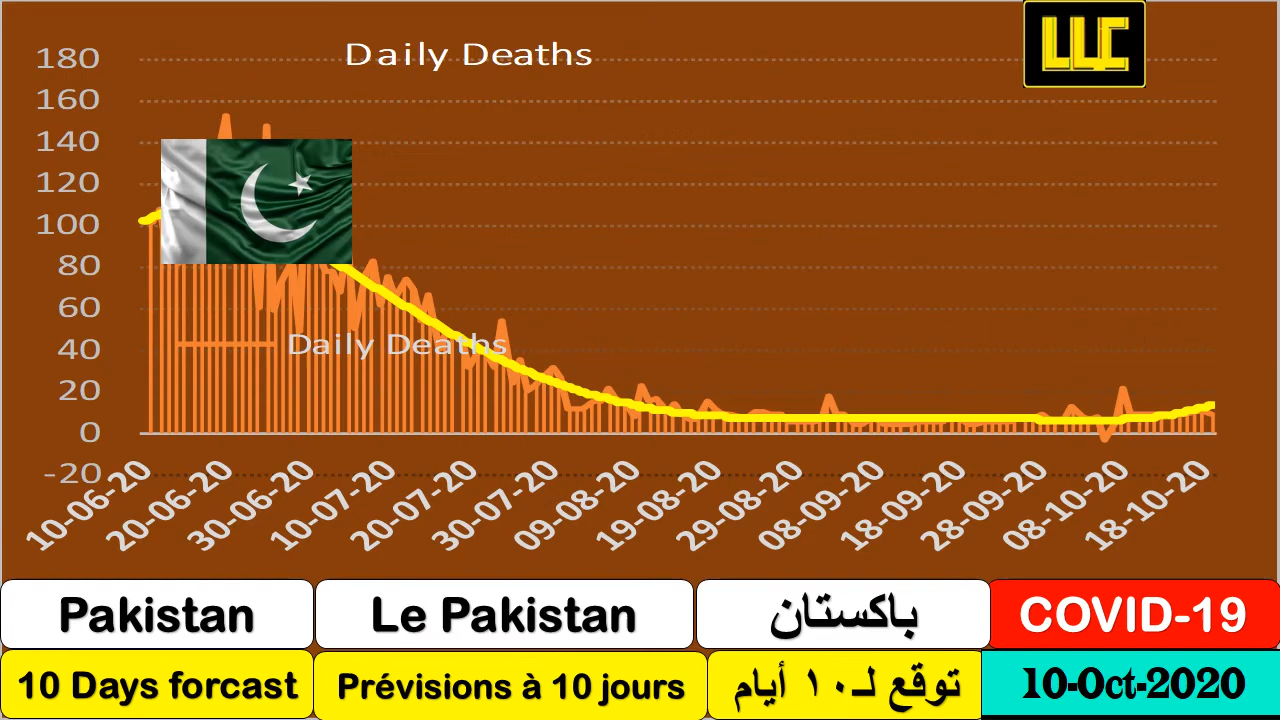 Daily Deaths
LLC
180
160
140
120
100
80
60
40
20
0
-20
Daily Deaths
10-06-20
20-06-20
30-06-20
10-07-20
20-07-20
30-07-20
09-08-20
19-08-20
29-08-20
08-09-20
18-09-20
28-09-20
08-10-20
18-10-20
Pakistan
Le Pakistan
باكستان
COVID-19
10 Days forcast
Prévisions à 10 jours
توقع لـ١٠ أيام
10-Oct-2020